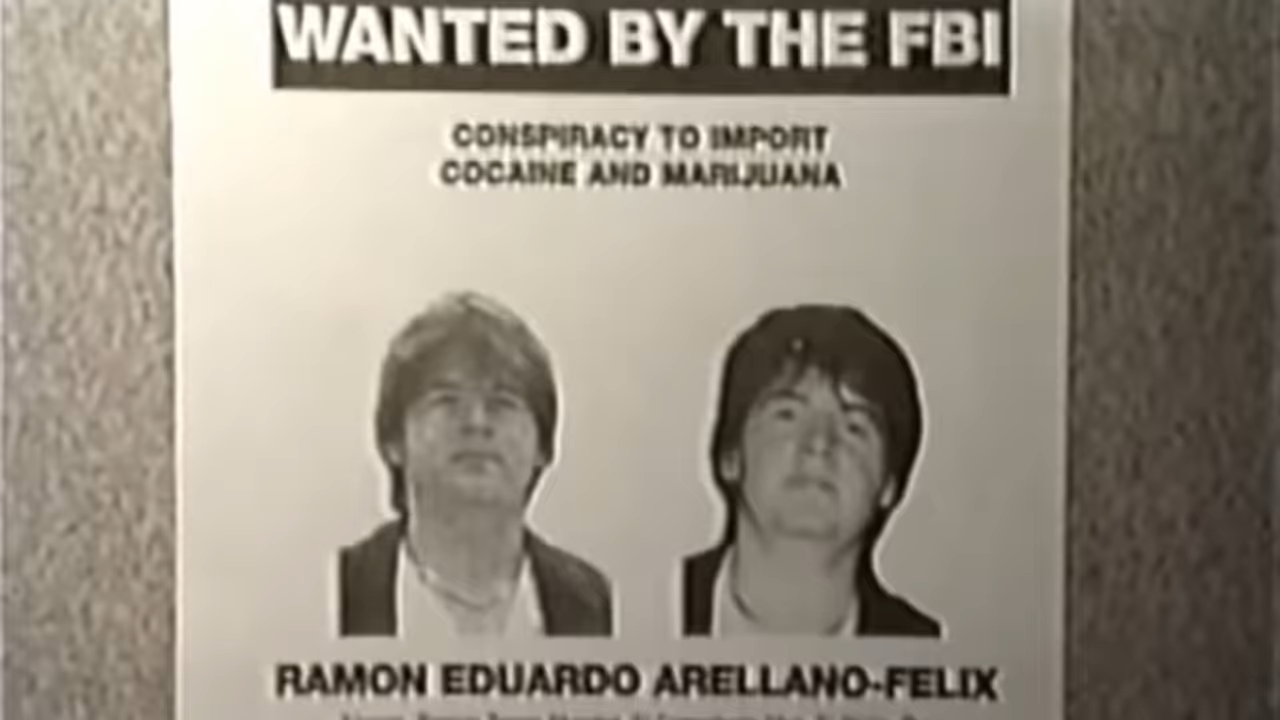 WANTED BY THE FBI
CONSPIRACY TO IMPORT
COCAINE AND MARIJUANA
RAMON EDUARDO ARELLANO-FELIX